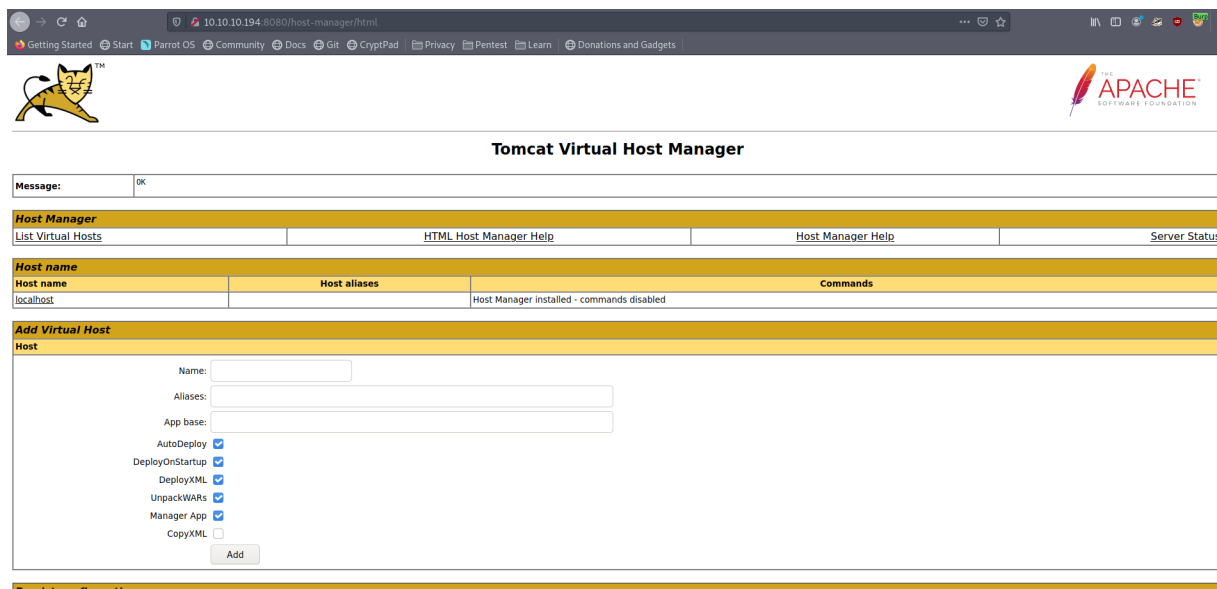 10.10.10.194:8080/host-manager/html
Getting Started Start Parrot OS Community Docs Git CryptPad Privacy Pentest Learn Donations and Gadgets
TM
THE
APACHE
SOFTWARE FOUNDATION
Tomcat Virtual Host Manager
Message: OK
Host Manager
List Virtual Hosts HTML Host Manager Help Host Manager Help Server Status
Host name
Host name Host aliases Commands
localhost Host Manager installed - commands disabled
Add Virtual Host
Host
Name:
Aliases:
App base:
AutoDeploy
DeployOnStartup
DeployXML
UnpackWARs
Manager App
CopyXML
Add